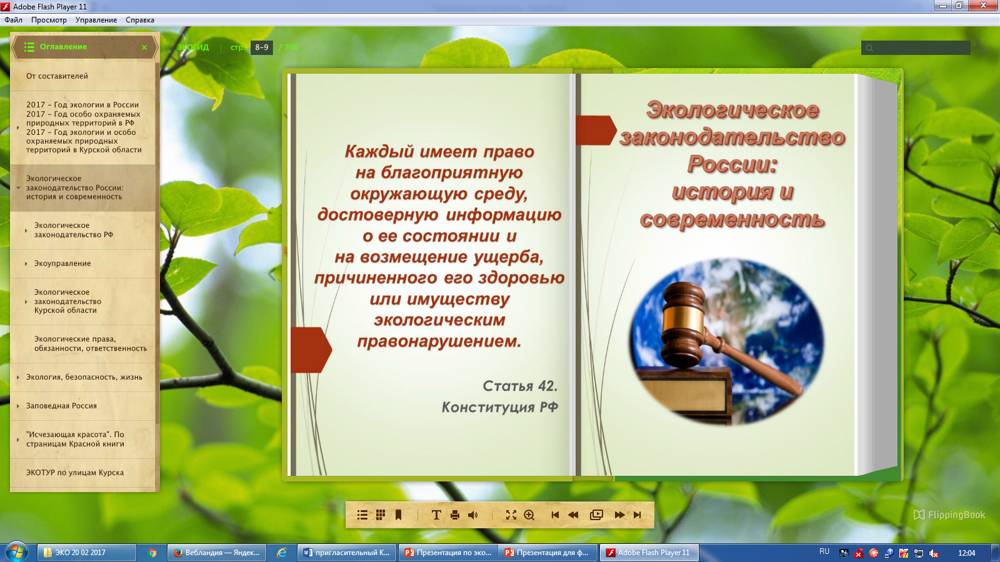 Adobe Flash Player 11
Файл Просмотр Управление Справка
Оглавление
ЭКОГИД стр. 8-9 / 700
От составителей
2017 - Год экологии в России
2017 - Год особо охраняемых
природных территорий в РФ
2017 - Год экологии и особо
охраняемых природных
территорий в Курской области
Экологическое
законодательство России:
история и современность
Экологическое
законодательство РФ
Экоуправление
Экологическое
законодательство
Курской области
Экологические права,
обязанности, ответственность
Экология, безопасность, жизнь
Заповедная Россия
"Исчезающая красота". По
страницам Красной книги
ЭКОТУР по улицам Курска
Каждый имеет право
на благоприятную
окружающую среду,
достоверную информацию
о ее состоянии и
на возмещение ущерба,
причиненного его здоровью
или имуществу
экологическим
правонарушением.
Статья 42.
Конституция РФ
Экологическое
законодательство
России:
история и
современность
FlippingBook
ЭКО 20 02 2017
Вебландия — Яндек...
пригласительный К...
Презентация по эко...
Презентация для ф...
Adobe Flash Player 11
RU
12:04